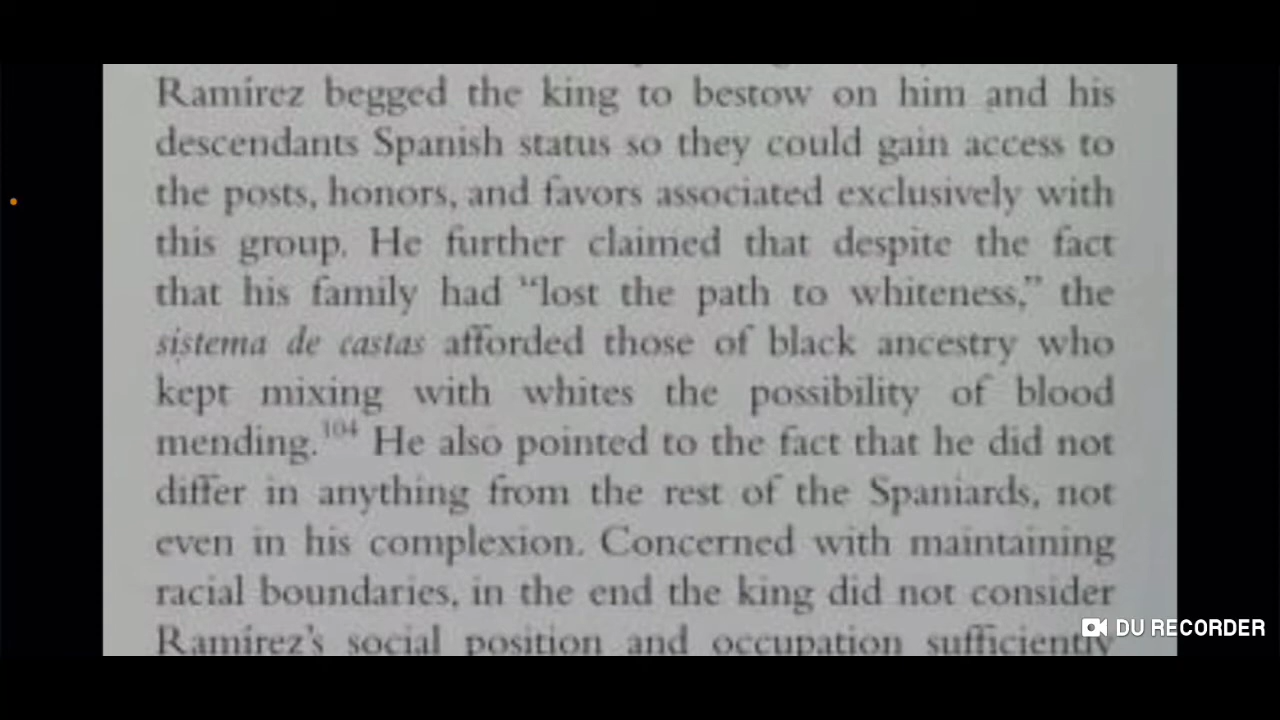 Ramírez begged the king to bestow on him and his
descendants Spanish status so they could gain access to
the posts, honors, and favors associated exclusively with
this group. He further claimed that despite the fact
that his family had “lost the path to whiteness,” the
sistema de castas afforded those of black ancestry who
kept mixing with whites the possibility of blood
mending.104 He also pointed to the fact that he did not
differ in anything from the rest of the Spaniards, not
even in his complexion. Concerned with maintaining
racial boundaries, in the end the king did not consider
Ramírez’s social position and occupation sufficiently
DU RECORDER